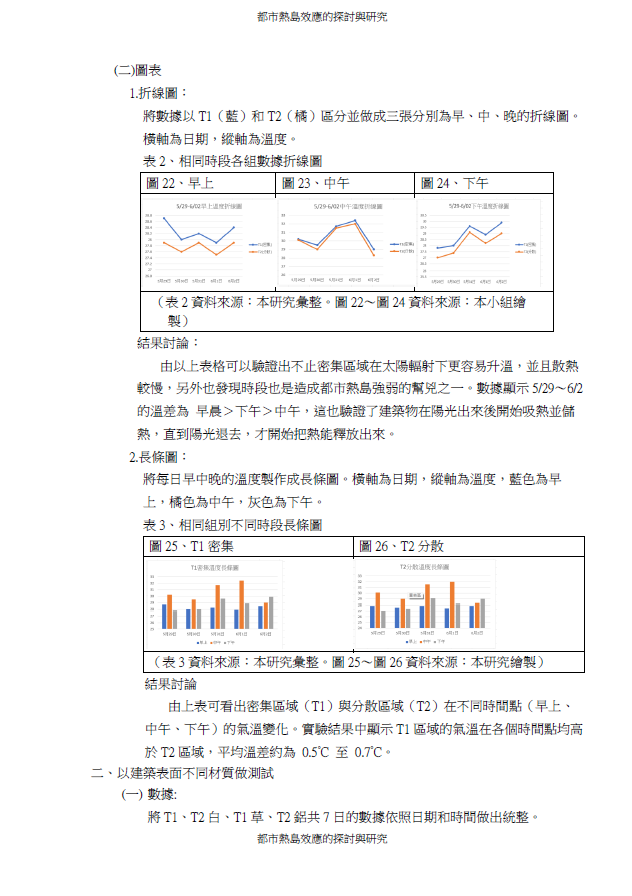 都市熱島效應的探討與研究
(二)圖表
1.折線圖：
將數據以 T1（藍）和 T2（橘）區分並做成三張分別為早、中、晚的折線圖。
橫軸為日期，縱軸為溫度。
表 2、相同時段各組數據折線圖
圖 22、早上
圖 23、中午
圖 24、下午
5/29-6/02早上溫度折線圖
5/29-6/02中午溫度折線圖
5/29-6/02下午溫度折線圖
（表 2 資料來源：本研究彙整。圖 22～圖 24 資料來源：本小組繪
製）
結果討論：
由以上表格可以驗證出不止密集區域在太陽輻射下更容易升溫，並且散熱
較慢，另外也發現時段也是造成都市熱島強弱的幫兇之一。數據顯示 5/29～6/2
的溫差為 早晨＞下午＞中午，這也驗證了建築物在陽光出來後開始吸熱並儲
熱，直到陽光退去，才開始把熱能釋放出來。
2.長條圖：
將每日早中晚的溫度製作成長條圖。橫軸為日期，縱軸為溫度，藍色為早
上，橘色為中午，灰色為下午。
表 3、相同組別不同時段長條圖
圖 25、T1 密集
圖 26、T2 分散
T1密集溫度長條圖
T2分散溫度長條圖
（表 3 資料來源：本研究彙整。圖 25～圖 26 資料來源：本研究繪製）
結果討論
由上表可看出密集區域（T1）與分散區域（T2）在不同時間點（早上、
中午、下午）的氣溫變化。實驗結果中顯示 T1 區域的氣溫在各個時間點均高
於 T2 區域，平均溫差約為 0.5℃ 至 0.7℃。
二、以建築表面不同材質做測試
(一) 數據:
將 T1、T2 白、T1 草、T2 鋁共 7 日的數據依照日期和時間做出統整。
都市熱島效應的探討與研究